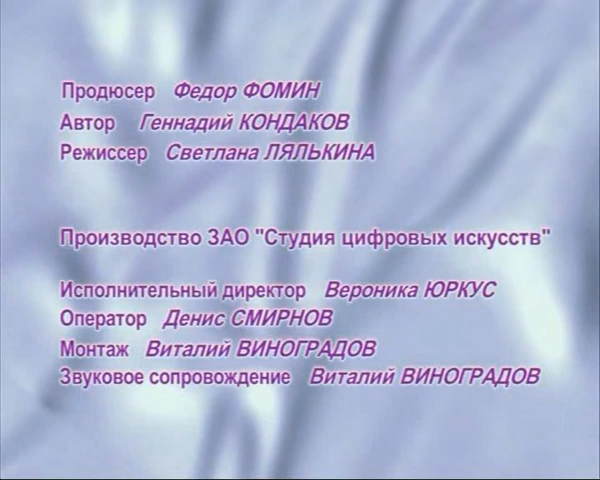 Продюсер Федор ФОМИН
Автор Геннадий КОНДАКОВ
Режиссер Светлана ЛЯЛЬКИНА
Производство ЗАО "Студия цифровых искусств"
Исполнительный директор Вероника ЮРКУС
Оператор Денис СМИРНОВ
Монтаж Виталий ВИНОГРАДОВ
Звуковое сопровождение Виталий ВИНОГРАДОВ